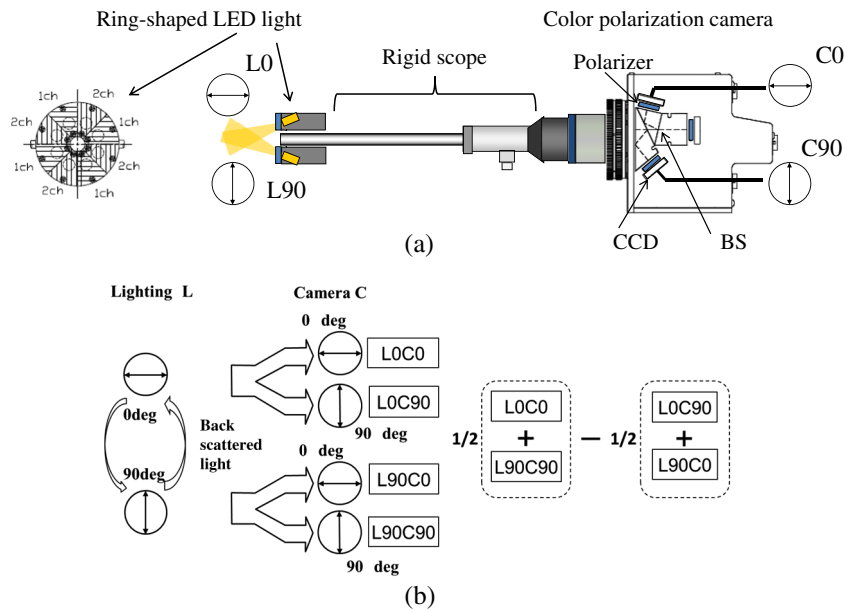 Ring-shaped LED light
Color polarization camera
L0
Rigid scope
Polarizer
C0
1ch 2ch
2ch 1ch
1ch 2ch
2ch 1ch
L90
C90
CCD BS
(a)
Lighting L
Camera C
0 deg
L0C0
0deg
Back
scattered
light
L0C90
90 deg
90deg
0 deg
L90C0
L90C90
90 deg
1/2
L0C0
+
L90C90
− 1/2
L0C90
+
L90C0
(b)